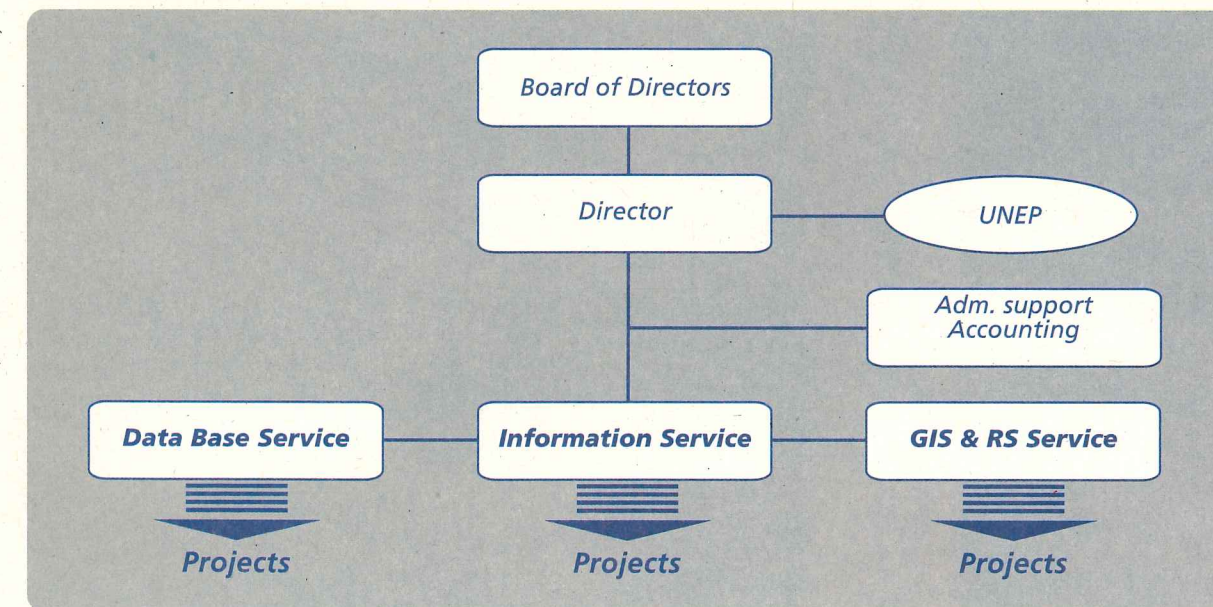 Board of Directors
Director
UNEP
Adm. support
Accounting
Data Base Service
Information Service
GIS & RS Service
Projects
Projects
Projects